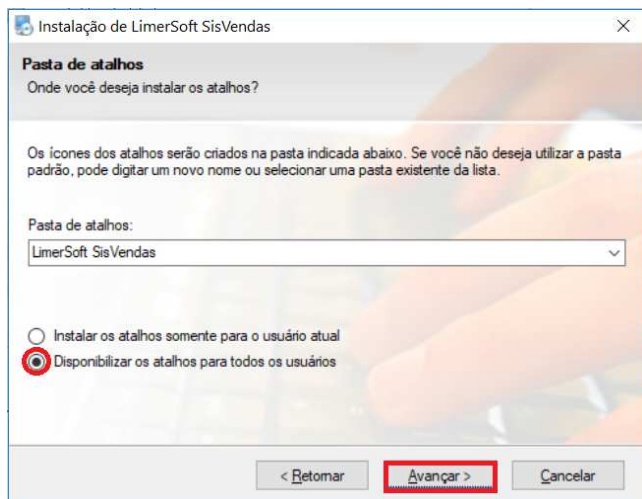 Instalação de LimerSoft SisVendas
Pasta de atalhos
Onde você deseja instalar os atalhos?
Os ícones dos atalhos serão criados na pasta indicada abaixo. Se você não deseja utilizar a pasta
padrão, pode digitar um novo nome ou selecionar uma pasta existente da lista.
Pasta de atalhos:
LimerSoft SisVendas
Instalar os atalhos somente para o usuário atual
Disponibilizar os atalhos para todos os usuários
< Retornar Avançar > Cancelar